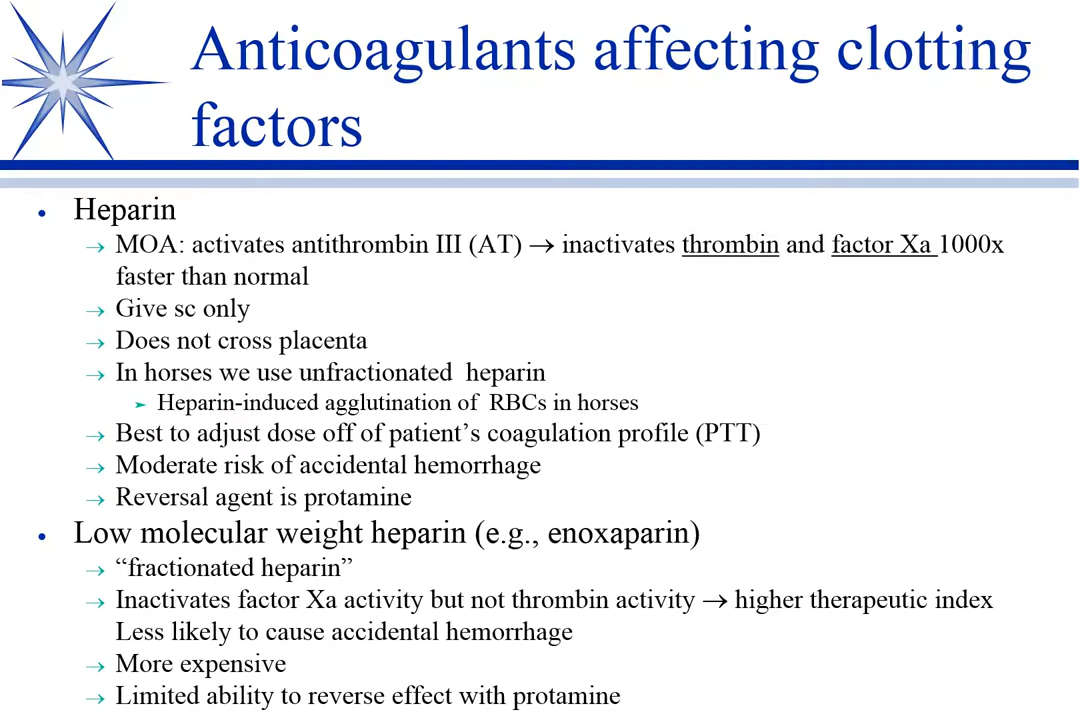 Anticoagulants affecting clotting
factors
• Heparin
→ MOA: activates antithrombin III (AT) → inactivates thrombin and factor Xa 1000x
faster than normal
→ Give sc only
→ Does not cross placenta
→ In horses we use unfractionated heparin
➢ Heparin-induced agglutination of RBCs in horses
→ Best to adjust dose off of patient’s coagulation profile (PTT)
→ Moderate risk of accidental hemorrhage
→ Reversal agent is protamine
• Low molecular weight heparin (e.g., enoxaparin)
→ “fractionated heparin”
→ Inactivates factor Xa activity but not thrombin activity → higher therapeutic index
Less likely to cause accidental hemorrhage
→ More expensive
→ Limited ability to reverse effect with protamine